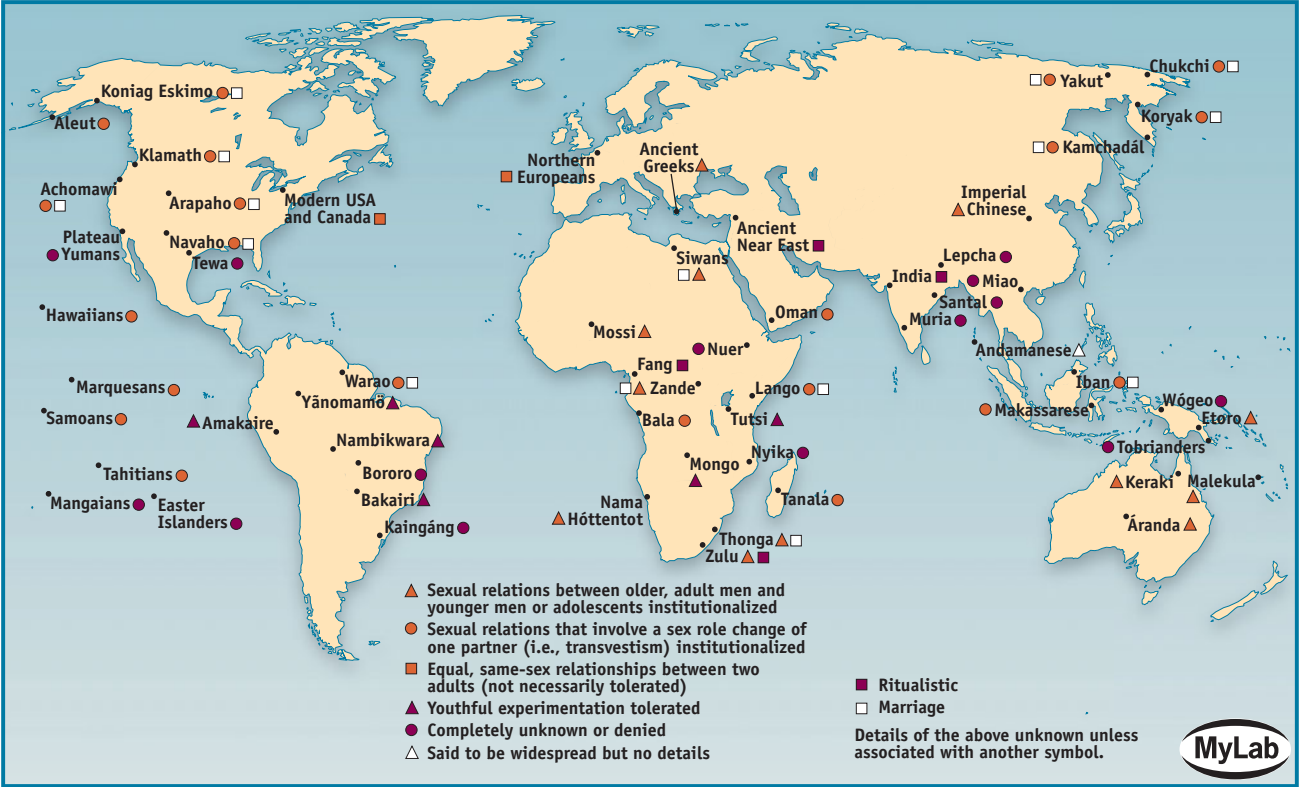 Koniag Eskimo
Aleut
Klamath
Achomawi
Arapaho
Modern USA
and Canada
Plateau
Yumans
Navaho
Tewa
Hawaiians
Marquesans
Samoans
Tahitians
Mangaians
Easter
Islanders
Warao
Yãnomamö
Amakaire
Nambikwara
Bororo
Bakairi
Kaingáng
Northern
Europeans
Ancient
Greeks
Ancient
Near East
Siwans
Oman
Mossi
Nuer
Fang
Zande
Lango
Bala
Tutsi
Nyika
Mongo
Nama
Hóttentot
Tanala
Thonga
Zulu
Chukchi
Yakut
Koryak
Kamchadál
Imperial
Chinese
Lepcha
India
Miao
Santal
Muria
Andamanese
Iban
Makassarese
Wógeo
Etoro
Tobrianders
Keraki
Malekula
Áranda
Sexual relations between older, adult men and
younger men or adolescents institutionalized
Sexual relations that involve a sex role change of
one partner (i.e., transvestism) institutionalized
Equal, same-sex relationships between two
adults (not necessarily tolerated)
Youthful experimentation tolerated
Completely unknown or denied
Said to be widespread but no details
Ritualistic
Marriage
Details of the above unknown unless
associated with another symbol.
MyLab